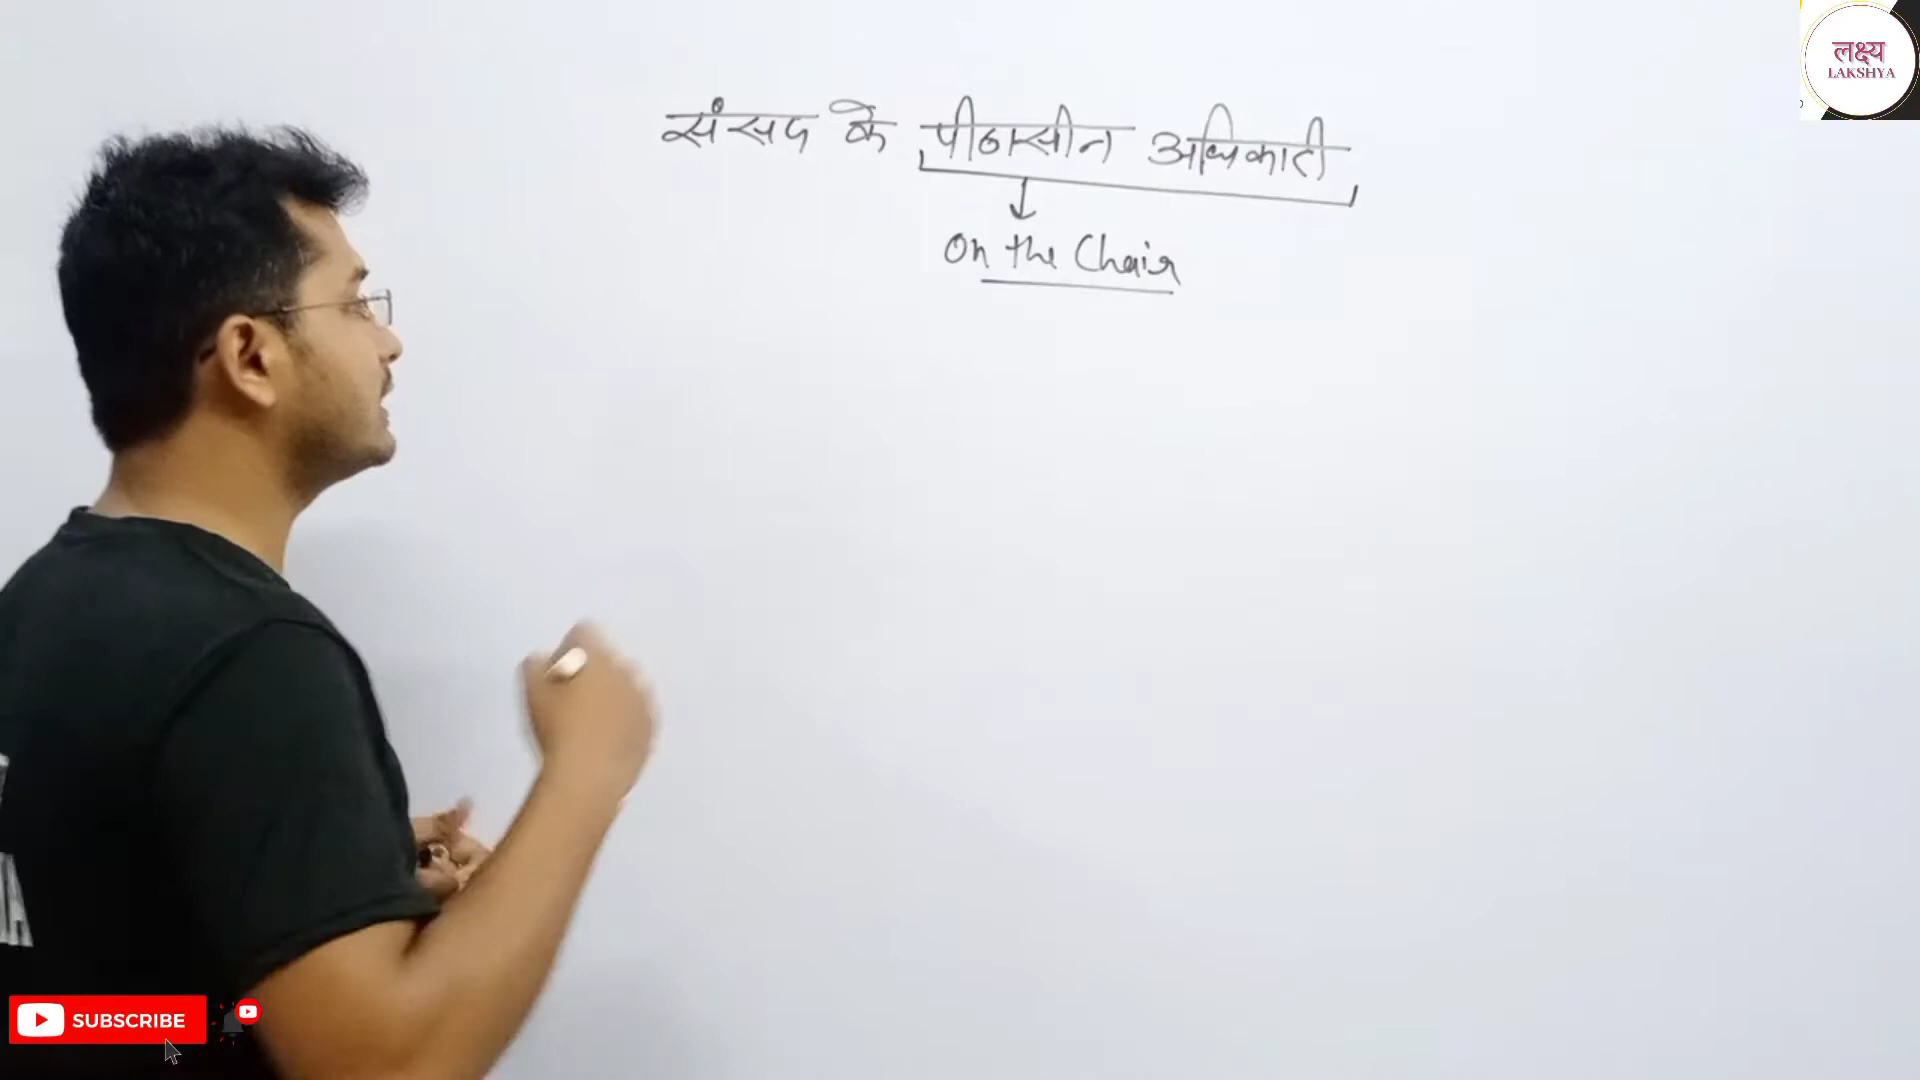 संसद के पीठासीन अधिकारी
On the Chair
लक्ष्य
LAKSHYA
SUBSCRIBE